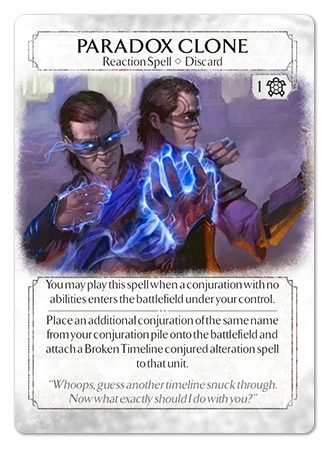 PARADOX CLONE
Reaction Spell ◇ Discard
1
You may play this spell when a conjuration with no
abilities enters the battlefield under your control.
Place an additional conjuration of the same name
from your conjuration pile onto the battlefield and
attach a Broken Timeline conjured alteration spell
to that unit.
“Whoops, guess another timeline snuck through.
Now what exactly should I do with you?”